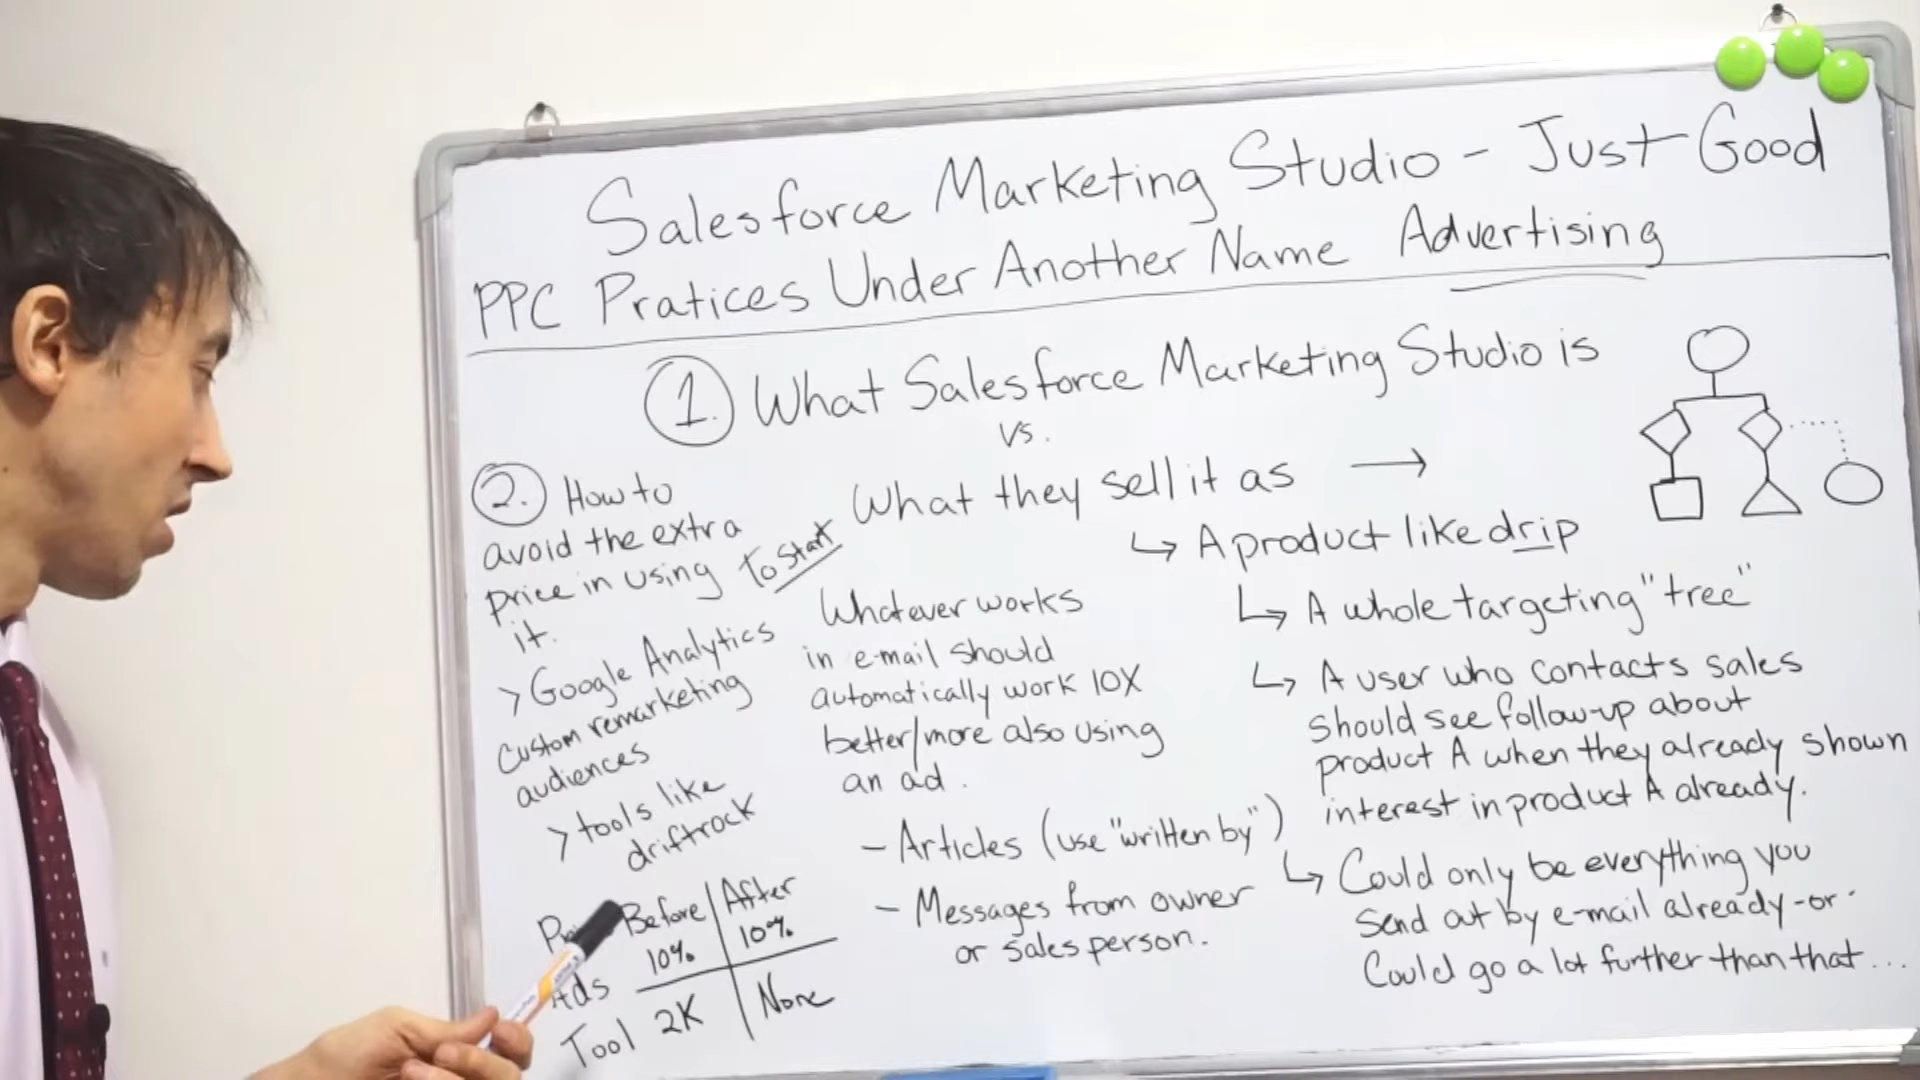 Salesforce Marketing Studio - Just Good
PPC Pratices Under Another Name Advertising
1. What Salesforce Marketing Studio is
vs.
What they sell it as →
↳ A product like drip
↳ A whole targeting "tree"
↳ A user who contacts sales
should see follow-up about
product A when they already shown
interest in product A already.
↳ Could only be everything you
send out by e-mail already -or-
Could go a lot further than that...
2. How to
avoid the extra
price in using
it.
> Google Analytics
custom remarketing
audiences
> tools like
driftrock
Before | After
10% | 10%
Ads
Tool 2K | None
To start
Whatever works
in e-mail should
automatically work 10X
better/more also using
an ad.
- Articles (use "written by")
- Messages from owner
or sales person.